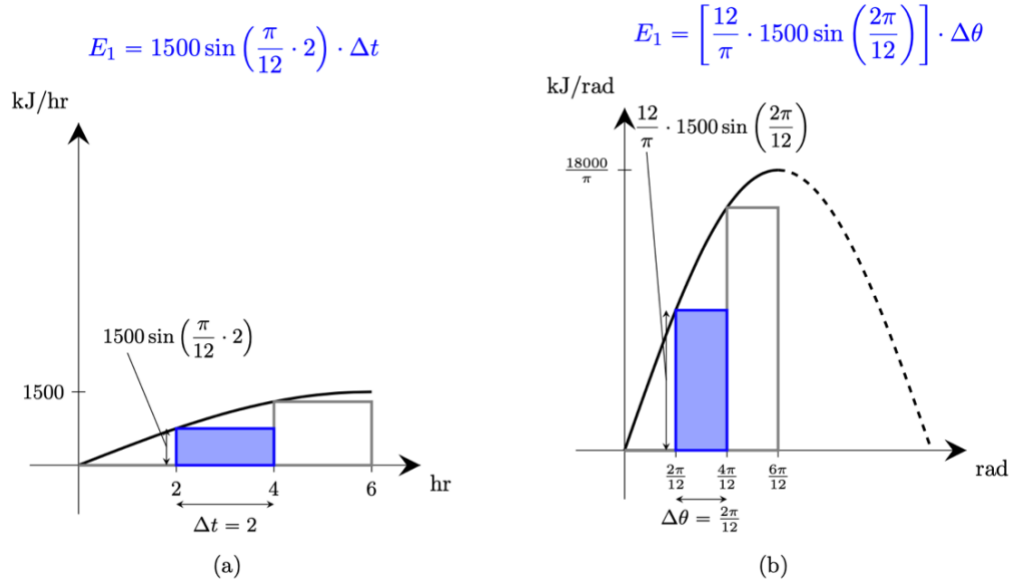 E₁ = 1500 sin (π/12 · 2) · Δt
kJ/hr
1500 sin (π/12 · 2)
1500
2 4 6 hr
Δt = 2
(a)
E₁ = [12/π · 1500 sin (2π/12)] · Δθ
kJ/rad
12/π · 1500 sin (2π/12)
18000/π
rad
2π/12 4π/12 6π/12
Δθ = 2π/12
(b)